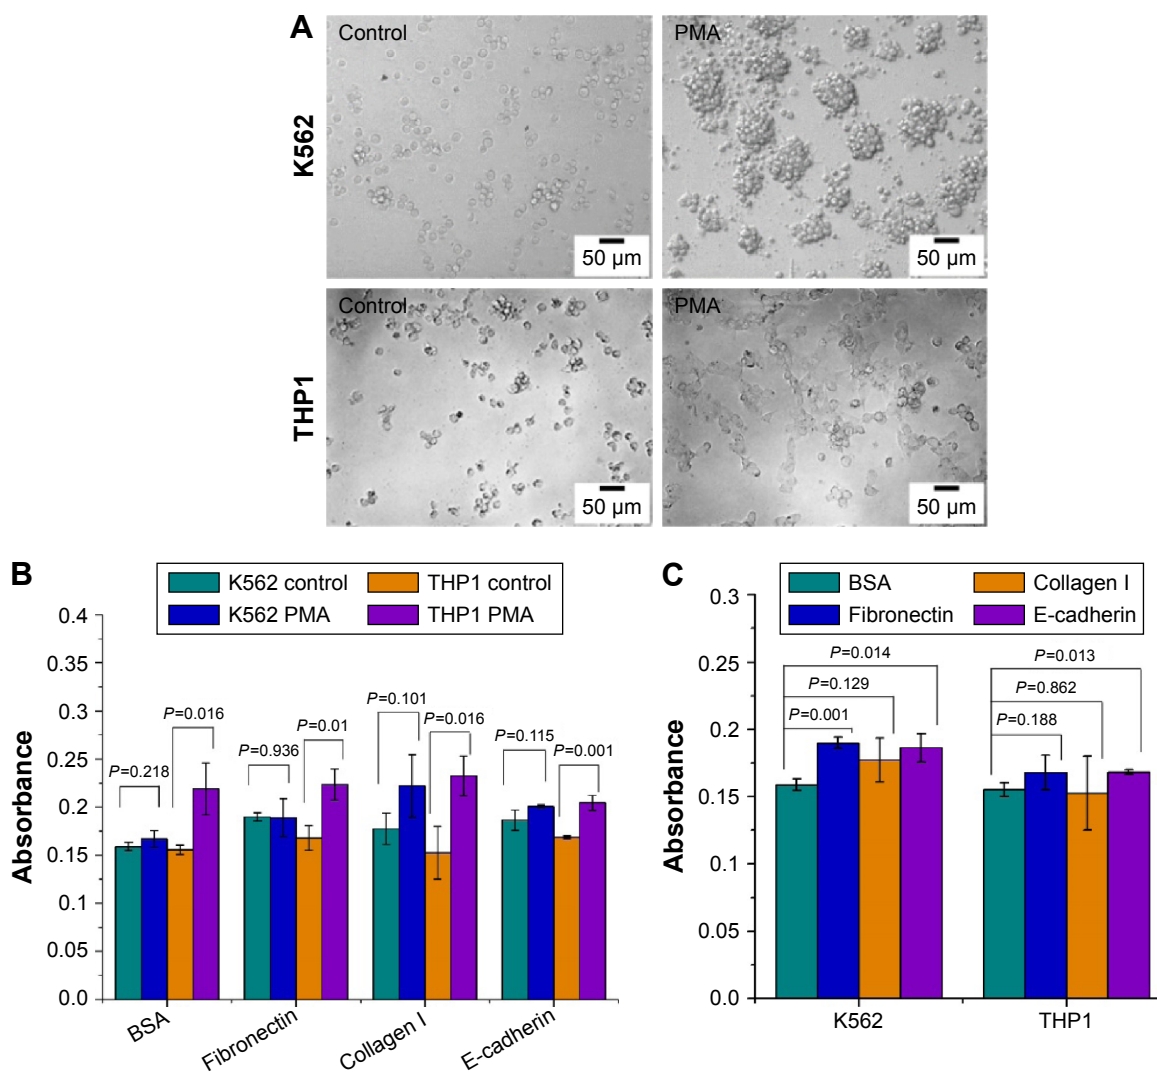 A
Control
PMA
K562
50 µm
50 µm
Control
PMA
THP1
50 µm
50 µm
B
K562 control
THP1 control
K562 PMA
THP1 PMA
Absorbance
0.4
0.35
0.3
0.25
0.2
0.15
0.1
0.05
0.0
P=0.218
P=0.016
P=0.936
P=0.01
P=0.101
P=0.016
P=0.115
P=0.001
BSA
Fibronectin
Collagen I
E-cadherin
C
BSA
Collagen I
Fibronectin
E-cadherin
Absorbance
0.3
0.25
0.20
0.15
0.1
0.05
0.0
P=0.014
P=0.129
P=0.001
P=0.013
P=0.862
P=0.188
K562
THP1